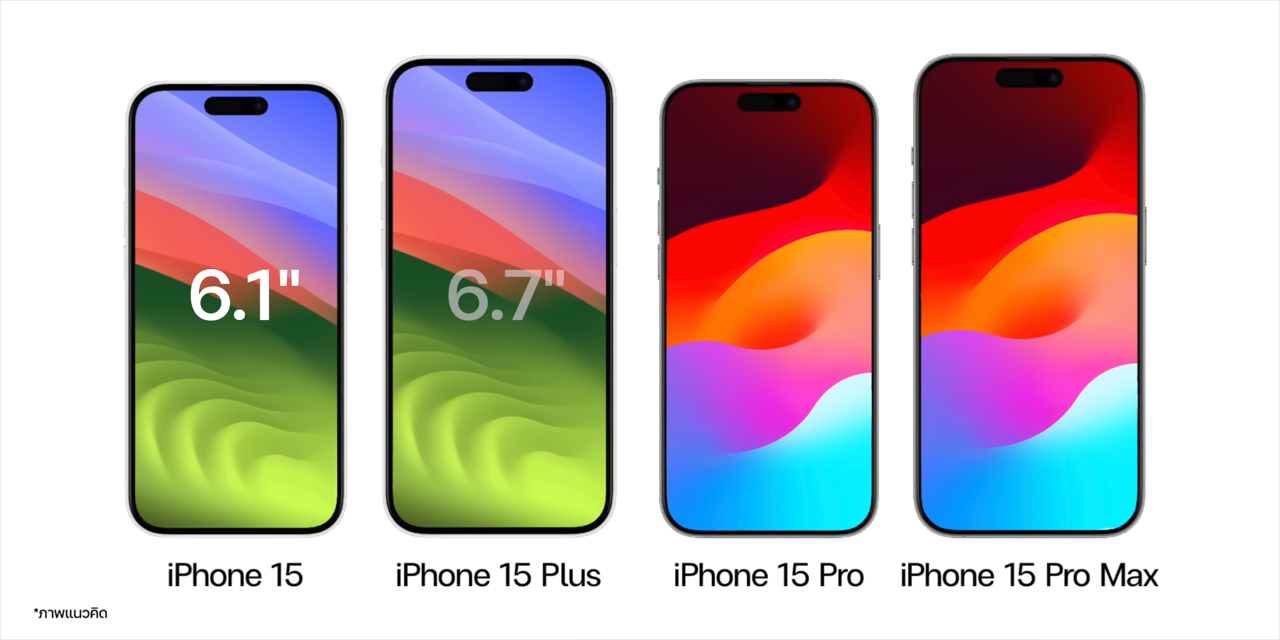 6.1"
6.7"
iPhone 15
iPhone 15 Plus
iPhone 15 Pro
iPhone 15 Pro Max
*ภาพแนวคิด